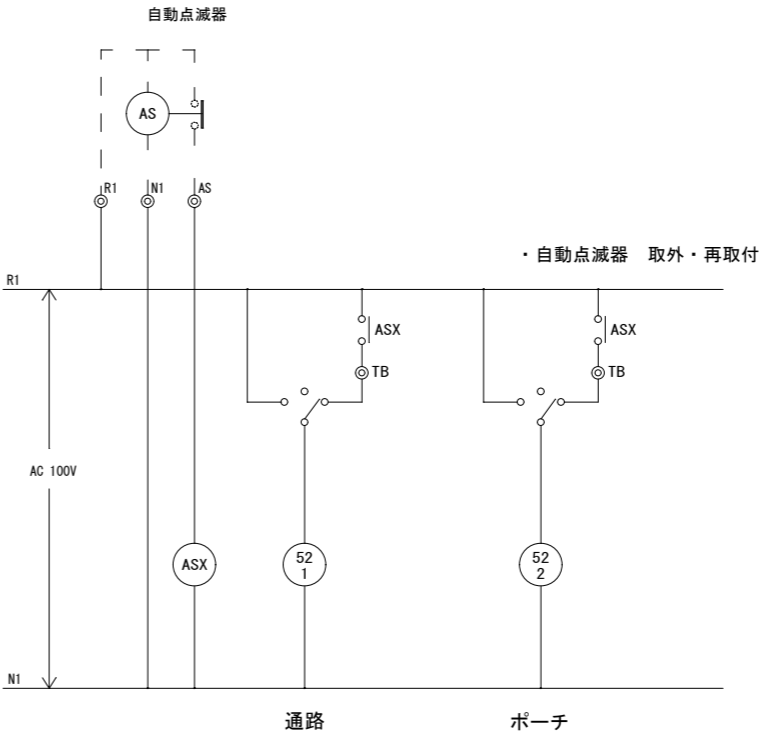 自動点滅器
AS
R1
N1
AS
・自動点滅器 取外・再取付
R1
ASX
ASX
TB
TB
AC 100V
ASX
52
1
52
2
N1
通路
ポーチ